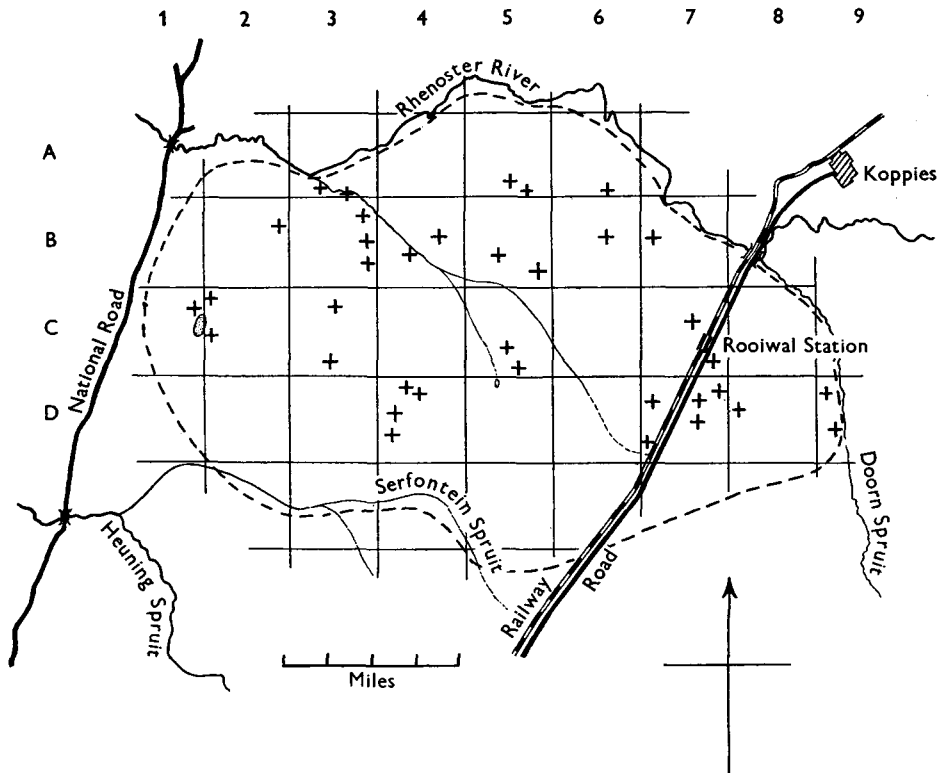 1 2 3 4 5 6 7 8 9
Rhenoster River
A
Koppies
B
National Road
C
Rooiwal Station
D
Serfontein Spruit
Doorn Spruit
Heuning Spruit
Railway
Road
Miles